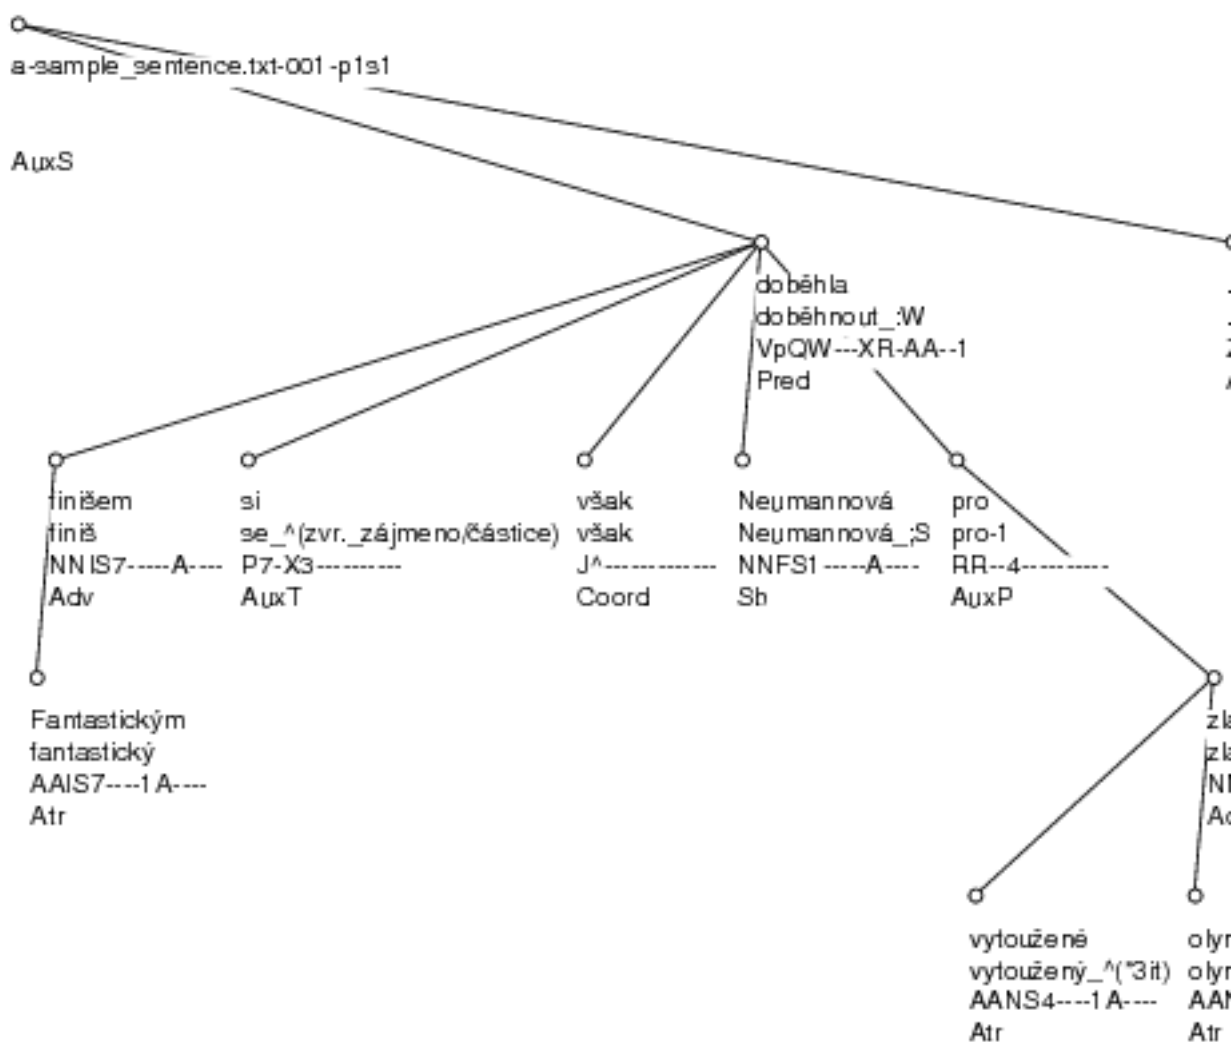 a-sample_sentence.txt-001-p1s1
AuxS
doběhla
doběhnout_:W
VpQW---XR-AA--1
Pred
finišem
finiš
NNIS7-----A----
Adv
si
se_^(zvr._zájmeno/částice)
P7-X3----------
AuxT
však
však
J^-------------
Coord
Neumannová
Neumannová_;S
NNFS1-----A----
Sb
pro
pro-1
RR--4----------
AuxP
Fantastickým
fantastický
AAIS7----1A----
Atr
vytoužené
vytoužený_^(*3it)
AANS4----1A----
Atr
Atr